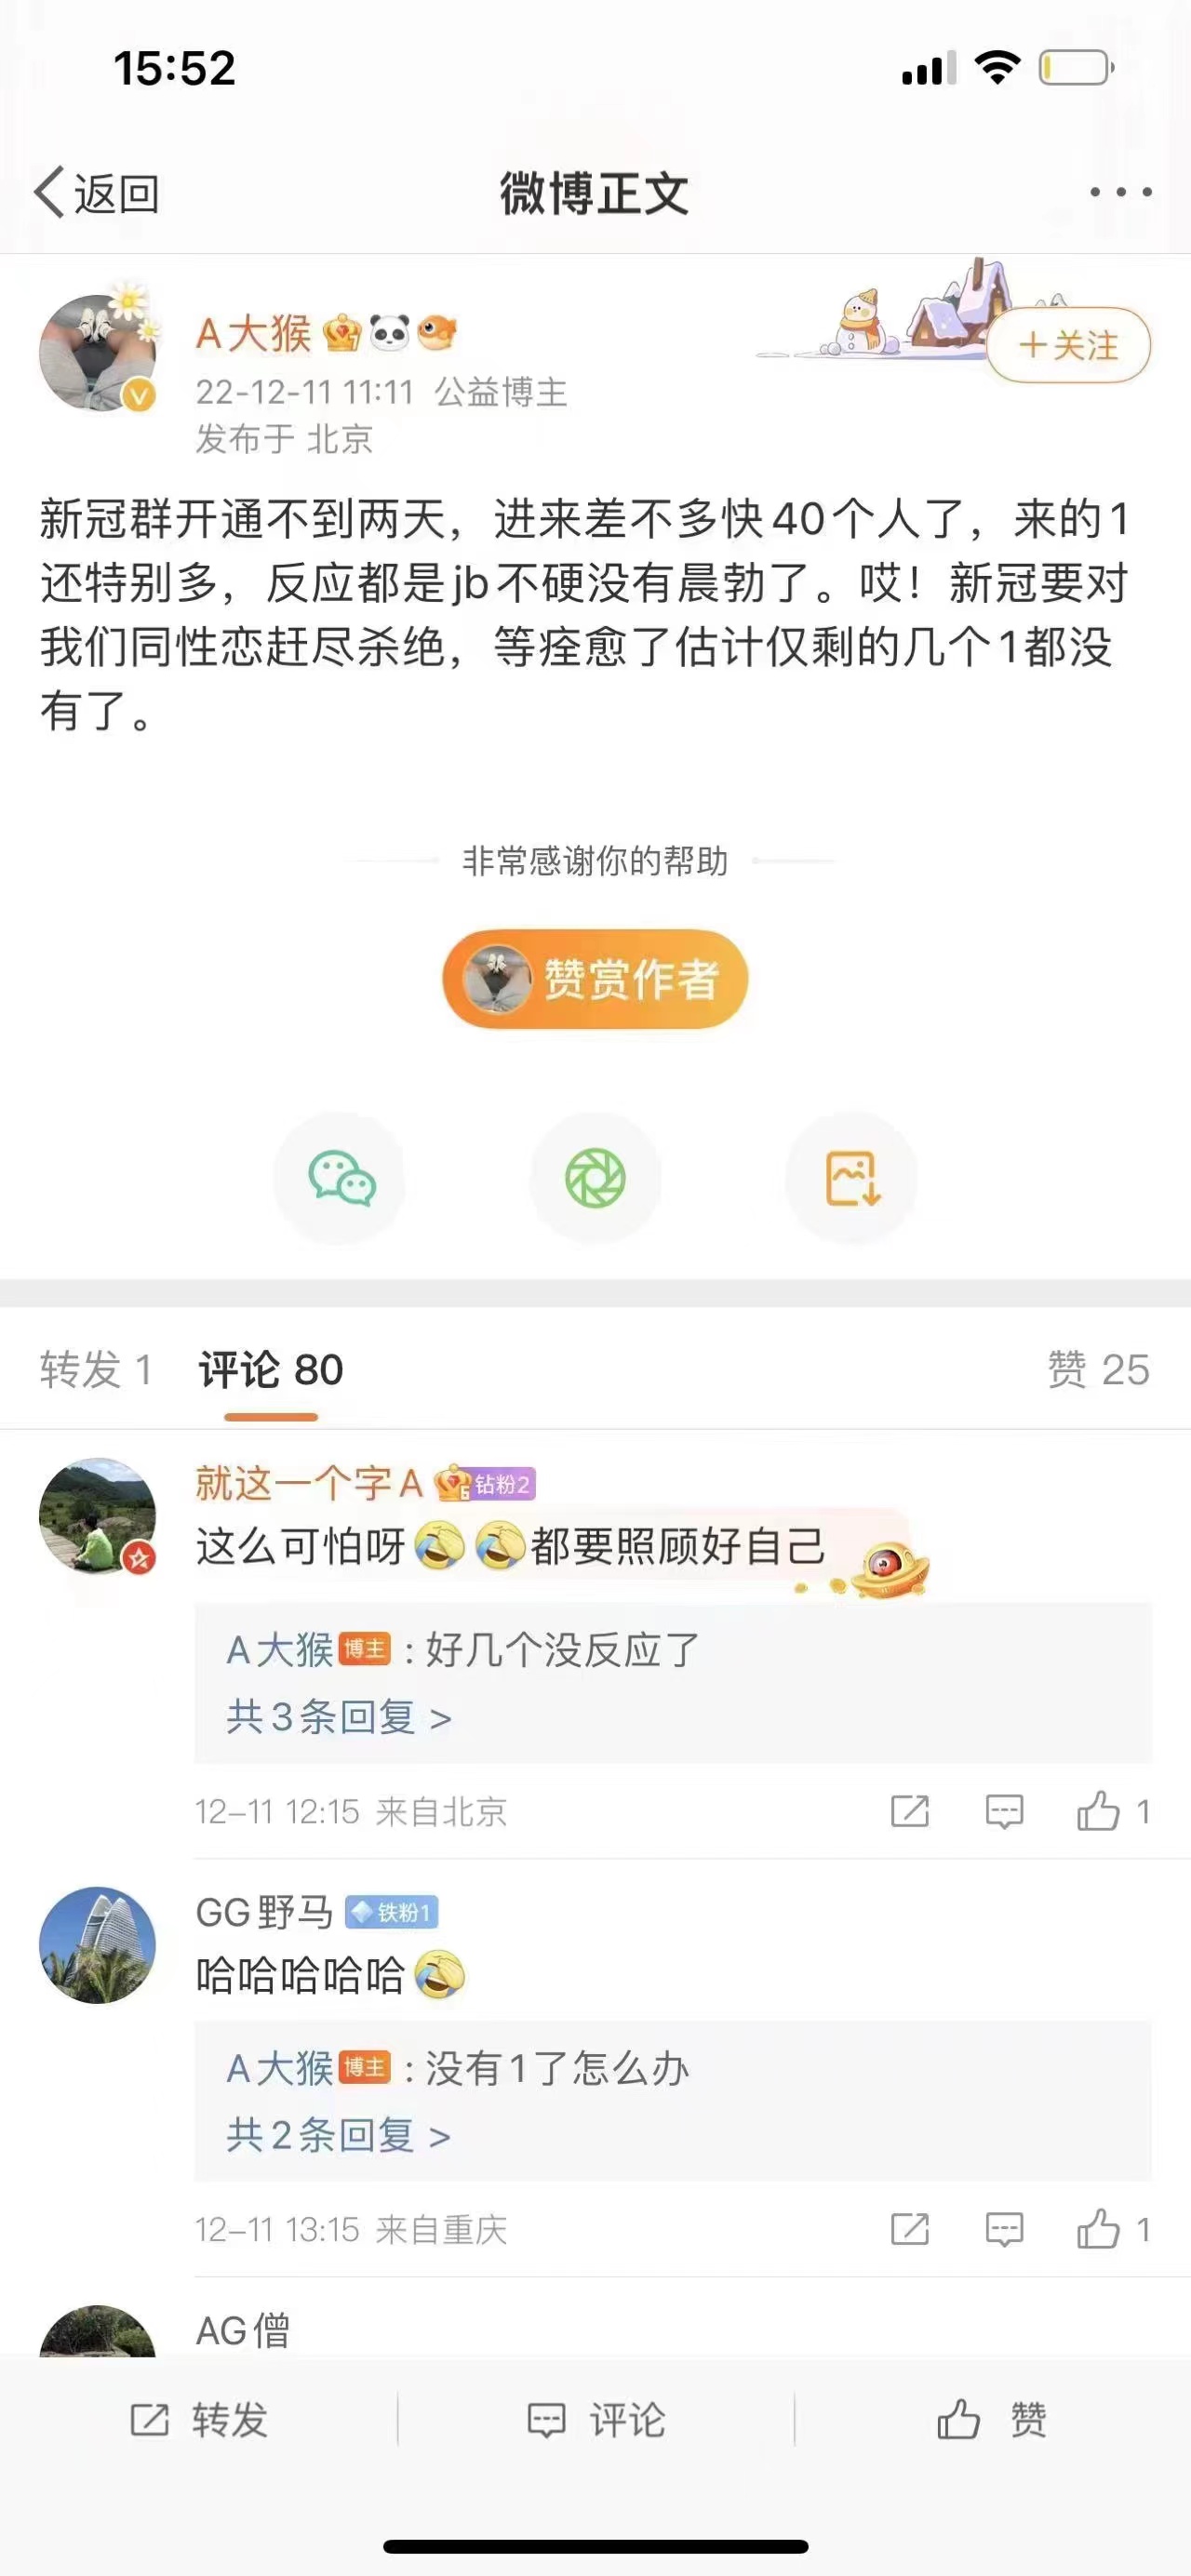 15:52
返回
微博正文
A大猴
22-12-11 11:11 公益博主
发布于 北京
+关注
新冠群开通不到两天，进来差不多快40个人了，来的1
还特别多，反应都是jb不硬没有晨勃了。哎！新冠要对
我们同性恋赶尽杀绝，等痊愈了估计仅剩的几个1都没
有了。
非常感谢你的帮助
赞赏作者
转发 1 评论 80
赞 25
就这一个字A 6 钻粉2
这么可怕呀🤣🤣都要照顾好自己
A大猴 博主：好几个没反应了
共3条回复 >
12-11 12:15 来自北京
1
GG野马 铁粉1
哈哈哈哈哈🤣
A大猴 博主：没有1了怎么办
共2条回复 >
12-11 13:15 来自重庆
1
AG僧
转发
评论
赞